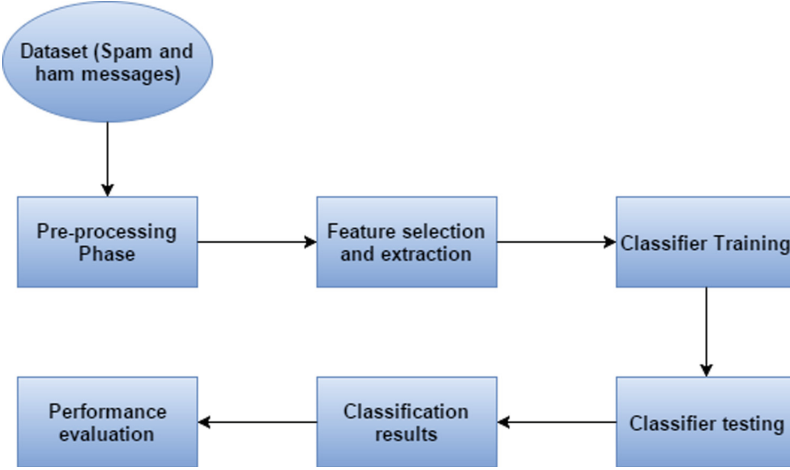 Dataset (Spam and
ham messages)
Pre-processing
Phase
Feature selection
and extraction
Classifier Training
Classifier testing
Classification
results
Performance
evaluation